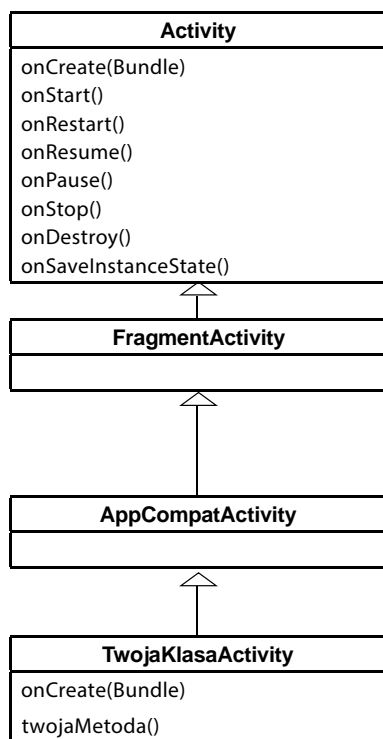 Activity
onCreate(Bundle)
onStart()
onRestart()
onResume()
onPause()
onStop()
onDestroy()
onSaveInstanceState()
FragmentActivity
AppCompatActivity
TwojaKlasaActivity
onCreate(Bundle)
twojaMetoda()